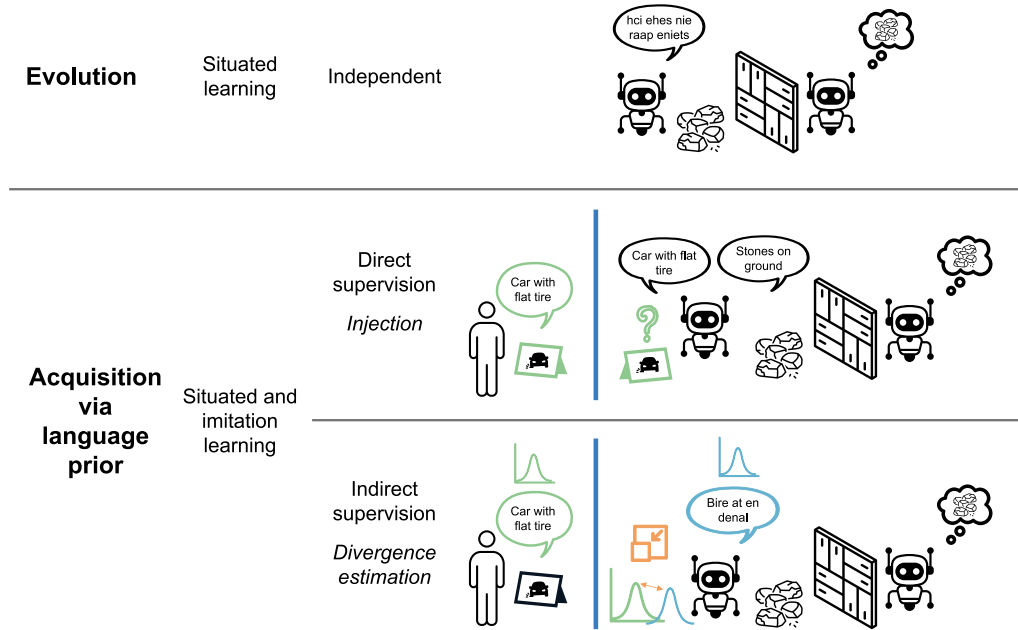 Evolution
Situated
learning
Independent
hci ehes nie
raap eniets
Acquisition
via
language
prior
Situated and
imitation
learning
Direct
supervision
Injection
Car with
flat tire
Car with flat
tire
Stones on
ground
?
Indirect
supervision
Divergence
estimation
Car with
flat tire
Bire at en
denal